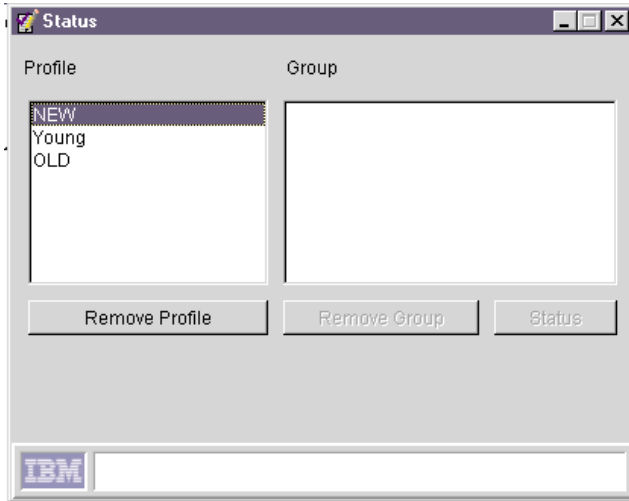 Status
Profile Group
NEW
Young
OLD
Remove Profile Remove Group Status
IBM